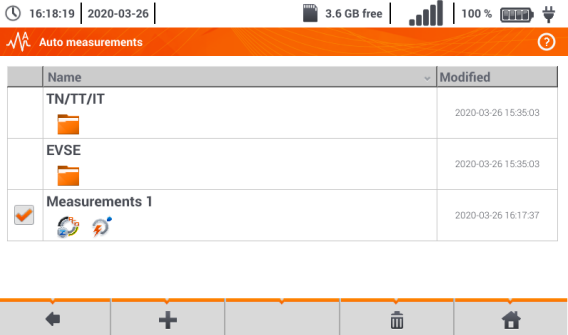 16:18:19 2020-03-26 3.6 GB free 100 %
Auto measurements ?
Name Modified
TN/TT/IT
2020-03-26 15:35:03
EVSE
2020-03-26 15:35:03
Measurements 1
2020-03-26 16:17:37